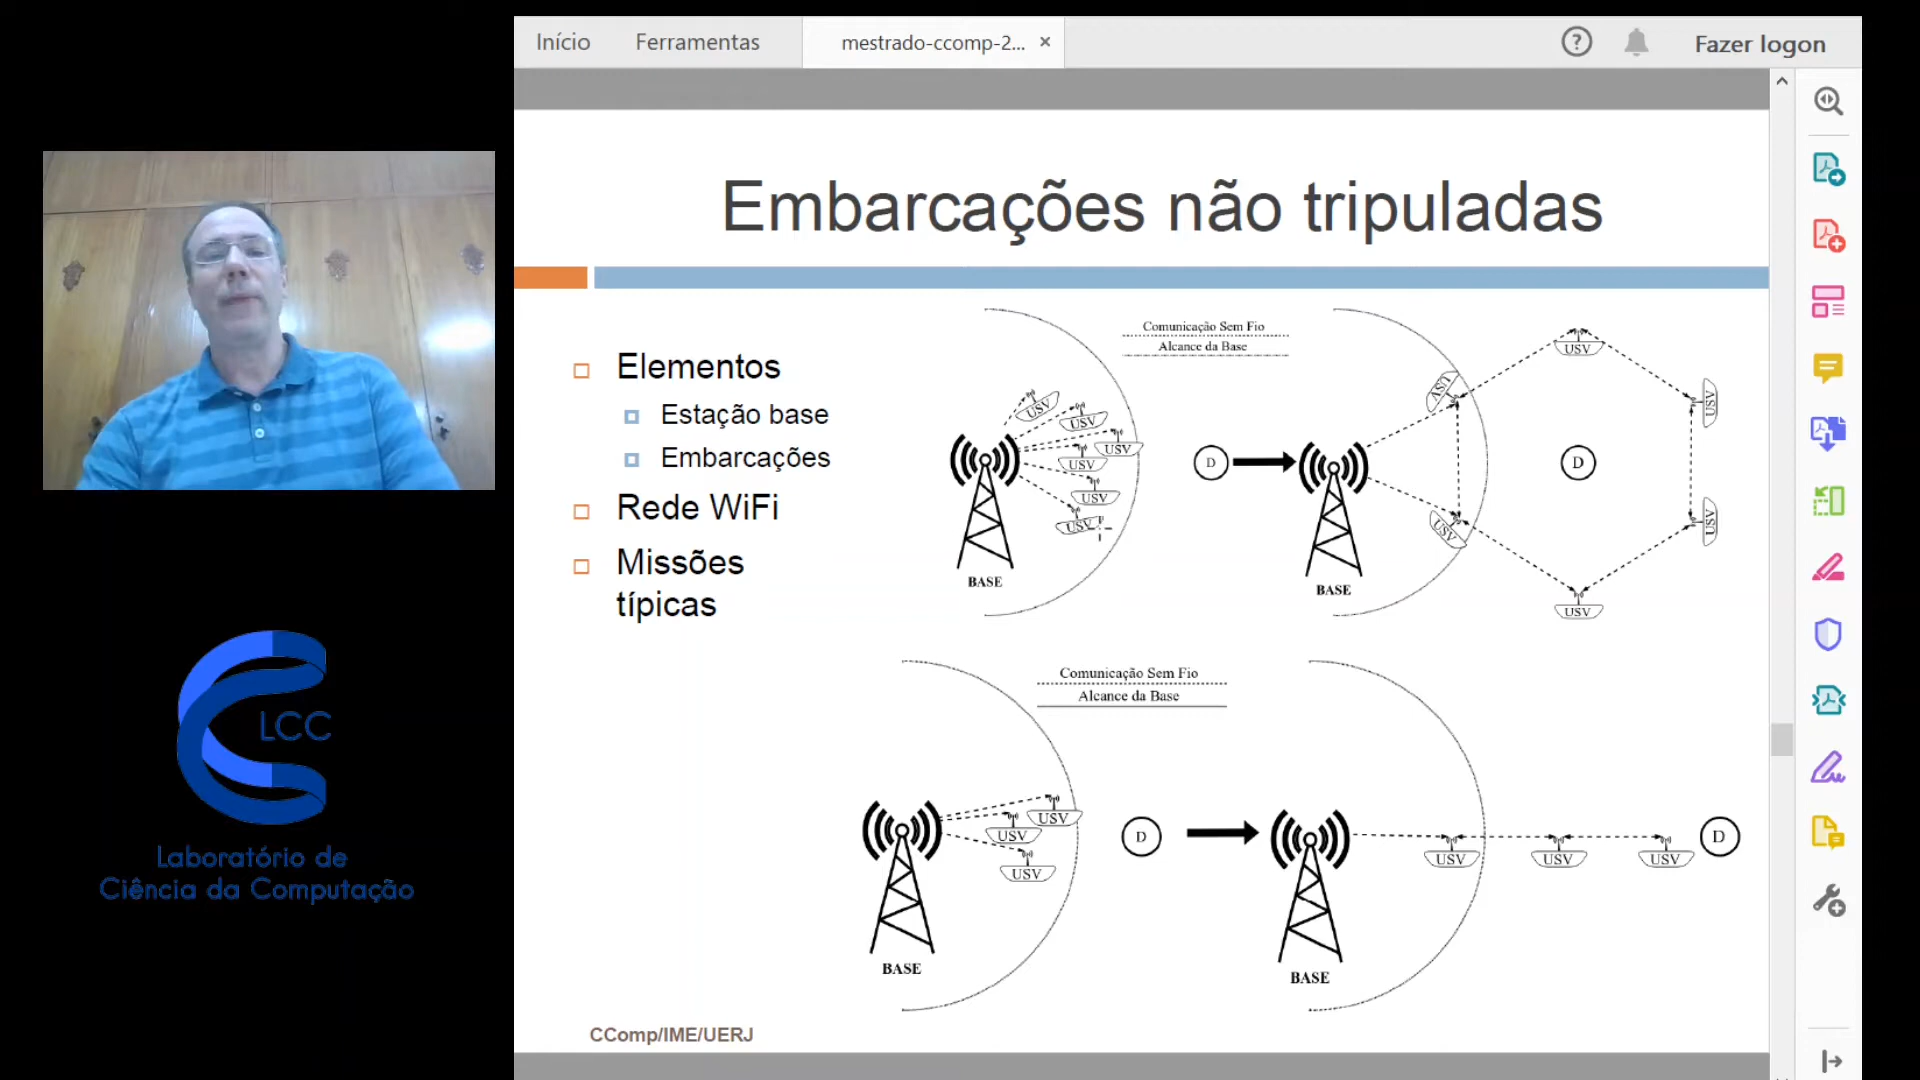 Início Ferramentas mestrado-ccomp-2... × Fazer logon
Embarcações não tripuladas
Elementos
Estação base
Embarcações
Rede WiFi
Missões
típicas
Comunicação Sem Fio
Alcance da Base
USV
USV
USV
USV
USV
USV
BASE
D
BASE
USV
USV
USV
USV
D
USV
USV
Comunicação Sem Fio
Alcance da Base
USV
USV
USV
BASE
D
BASE
USV USV USV D
CComp/IME/UERJ
LCC
Laboratório de
Ciência da Computação